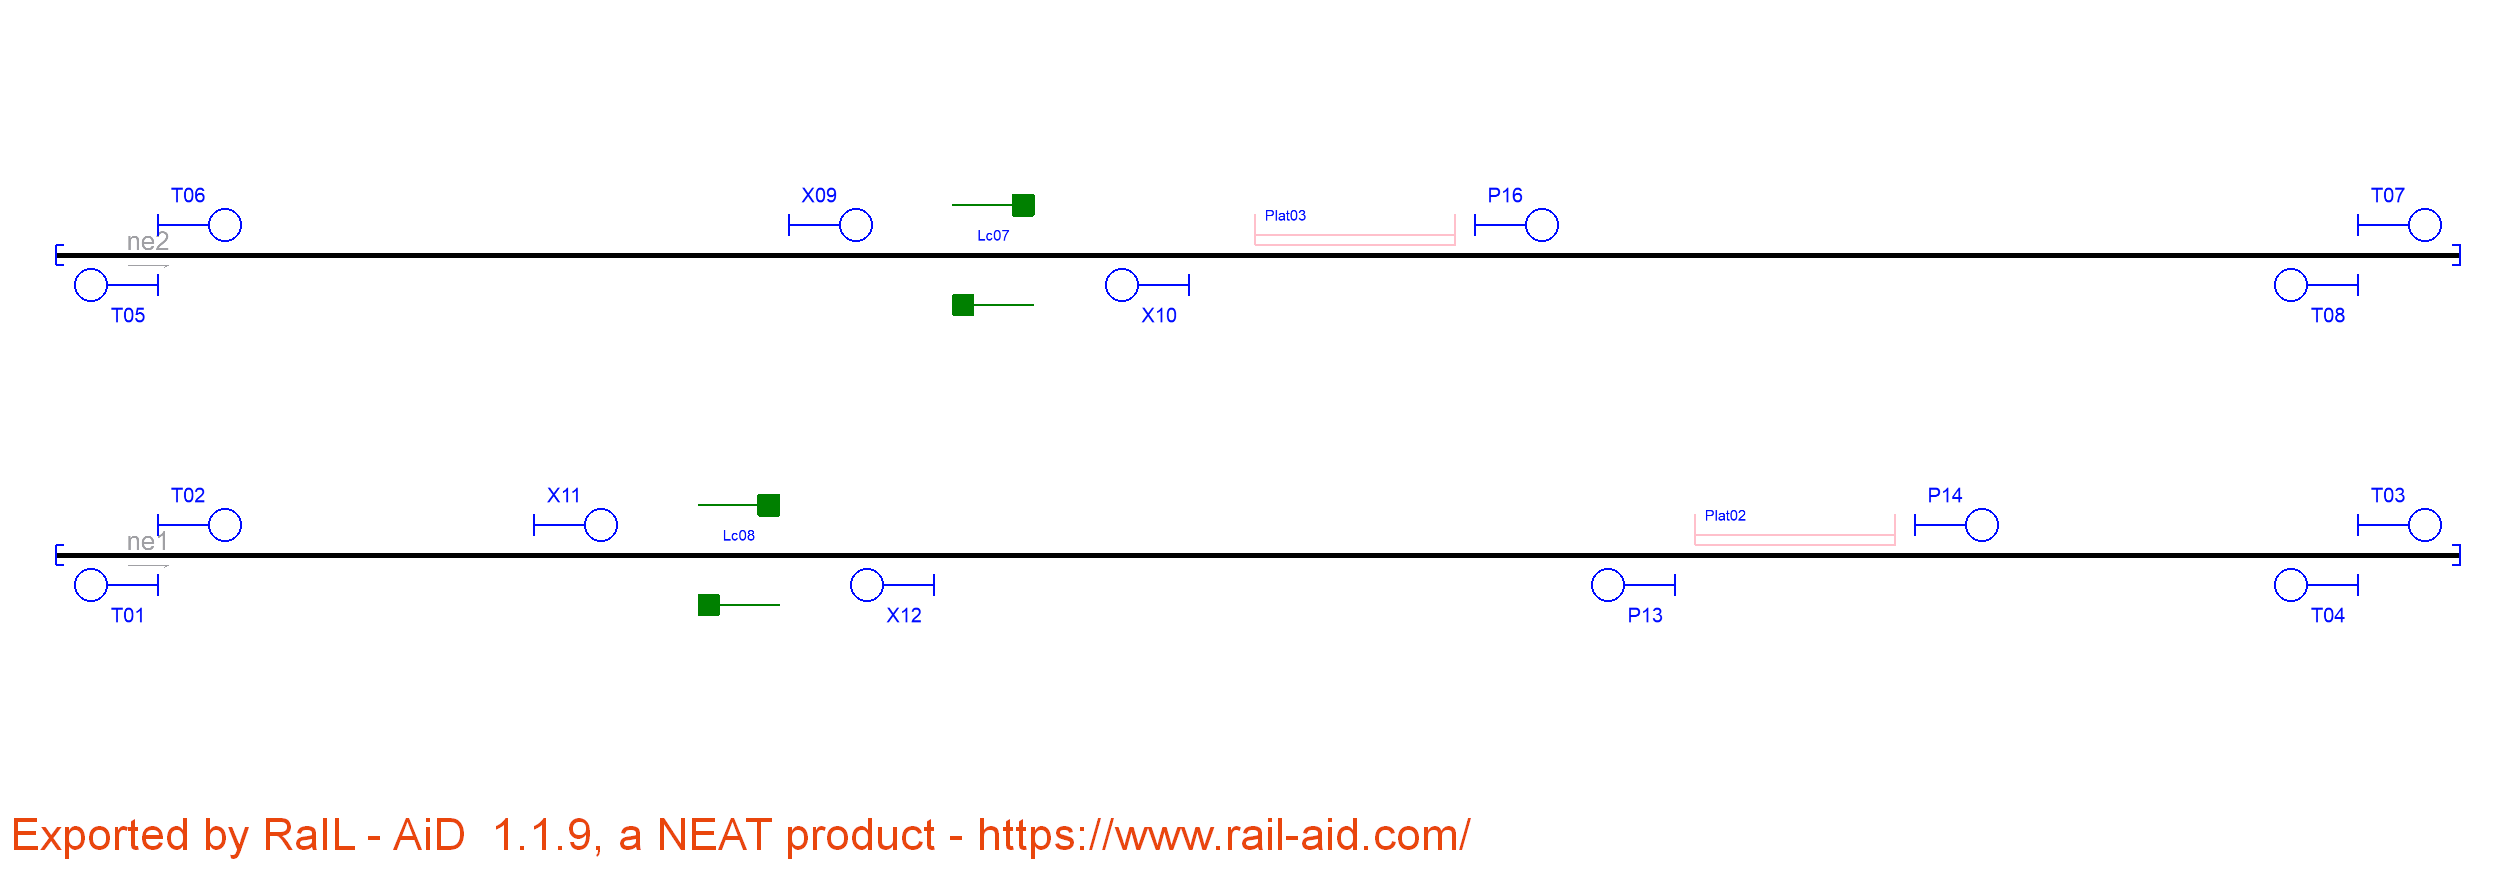 T06 X09 P16 T07
Plat03
ne2 Lc07
T05 X10 T08
T02 X11 P14 T03
Plat02
ne1 Lc08
T01 X12 P13 T04
Exported by RaIL - AiD 1.1.9, a NEAT product - https://www.rail-aid.com/